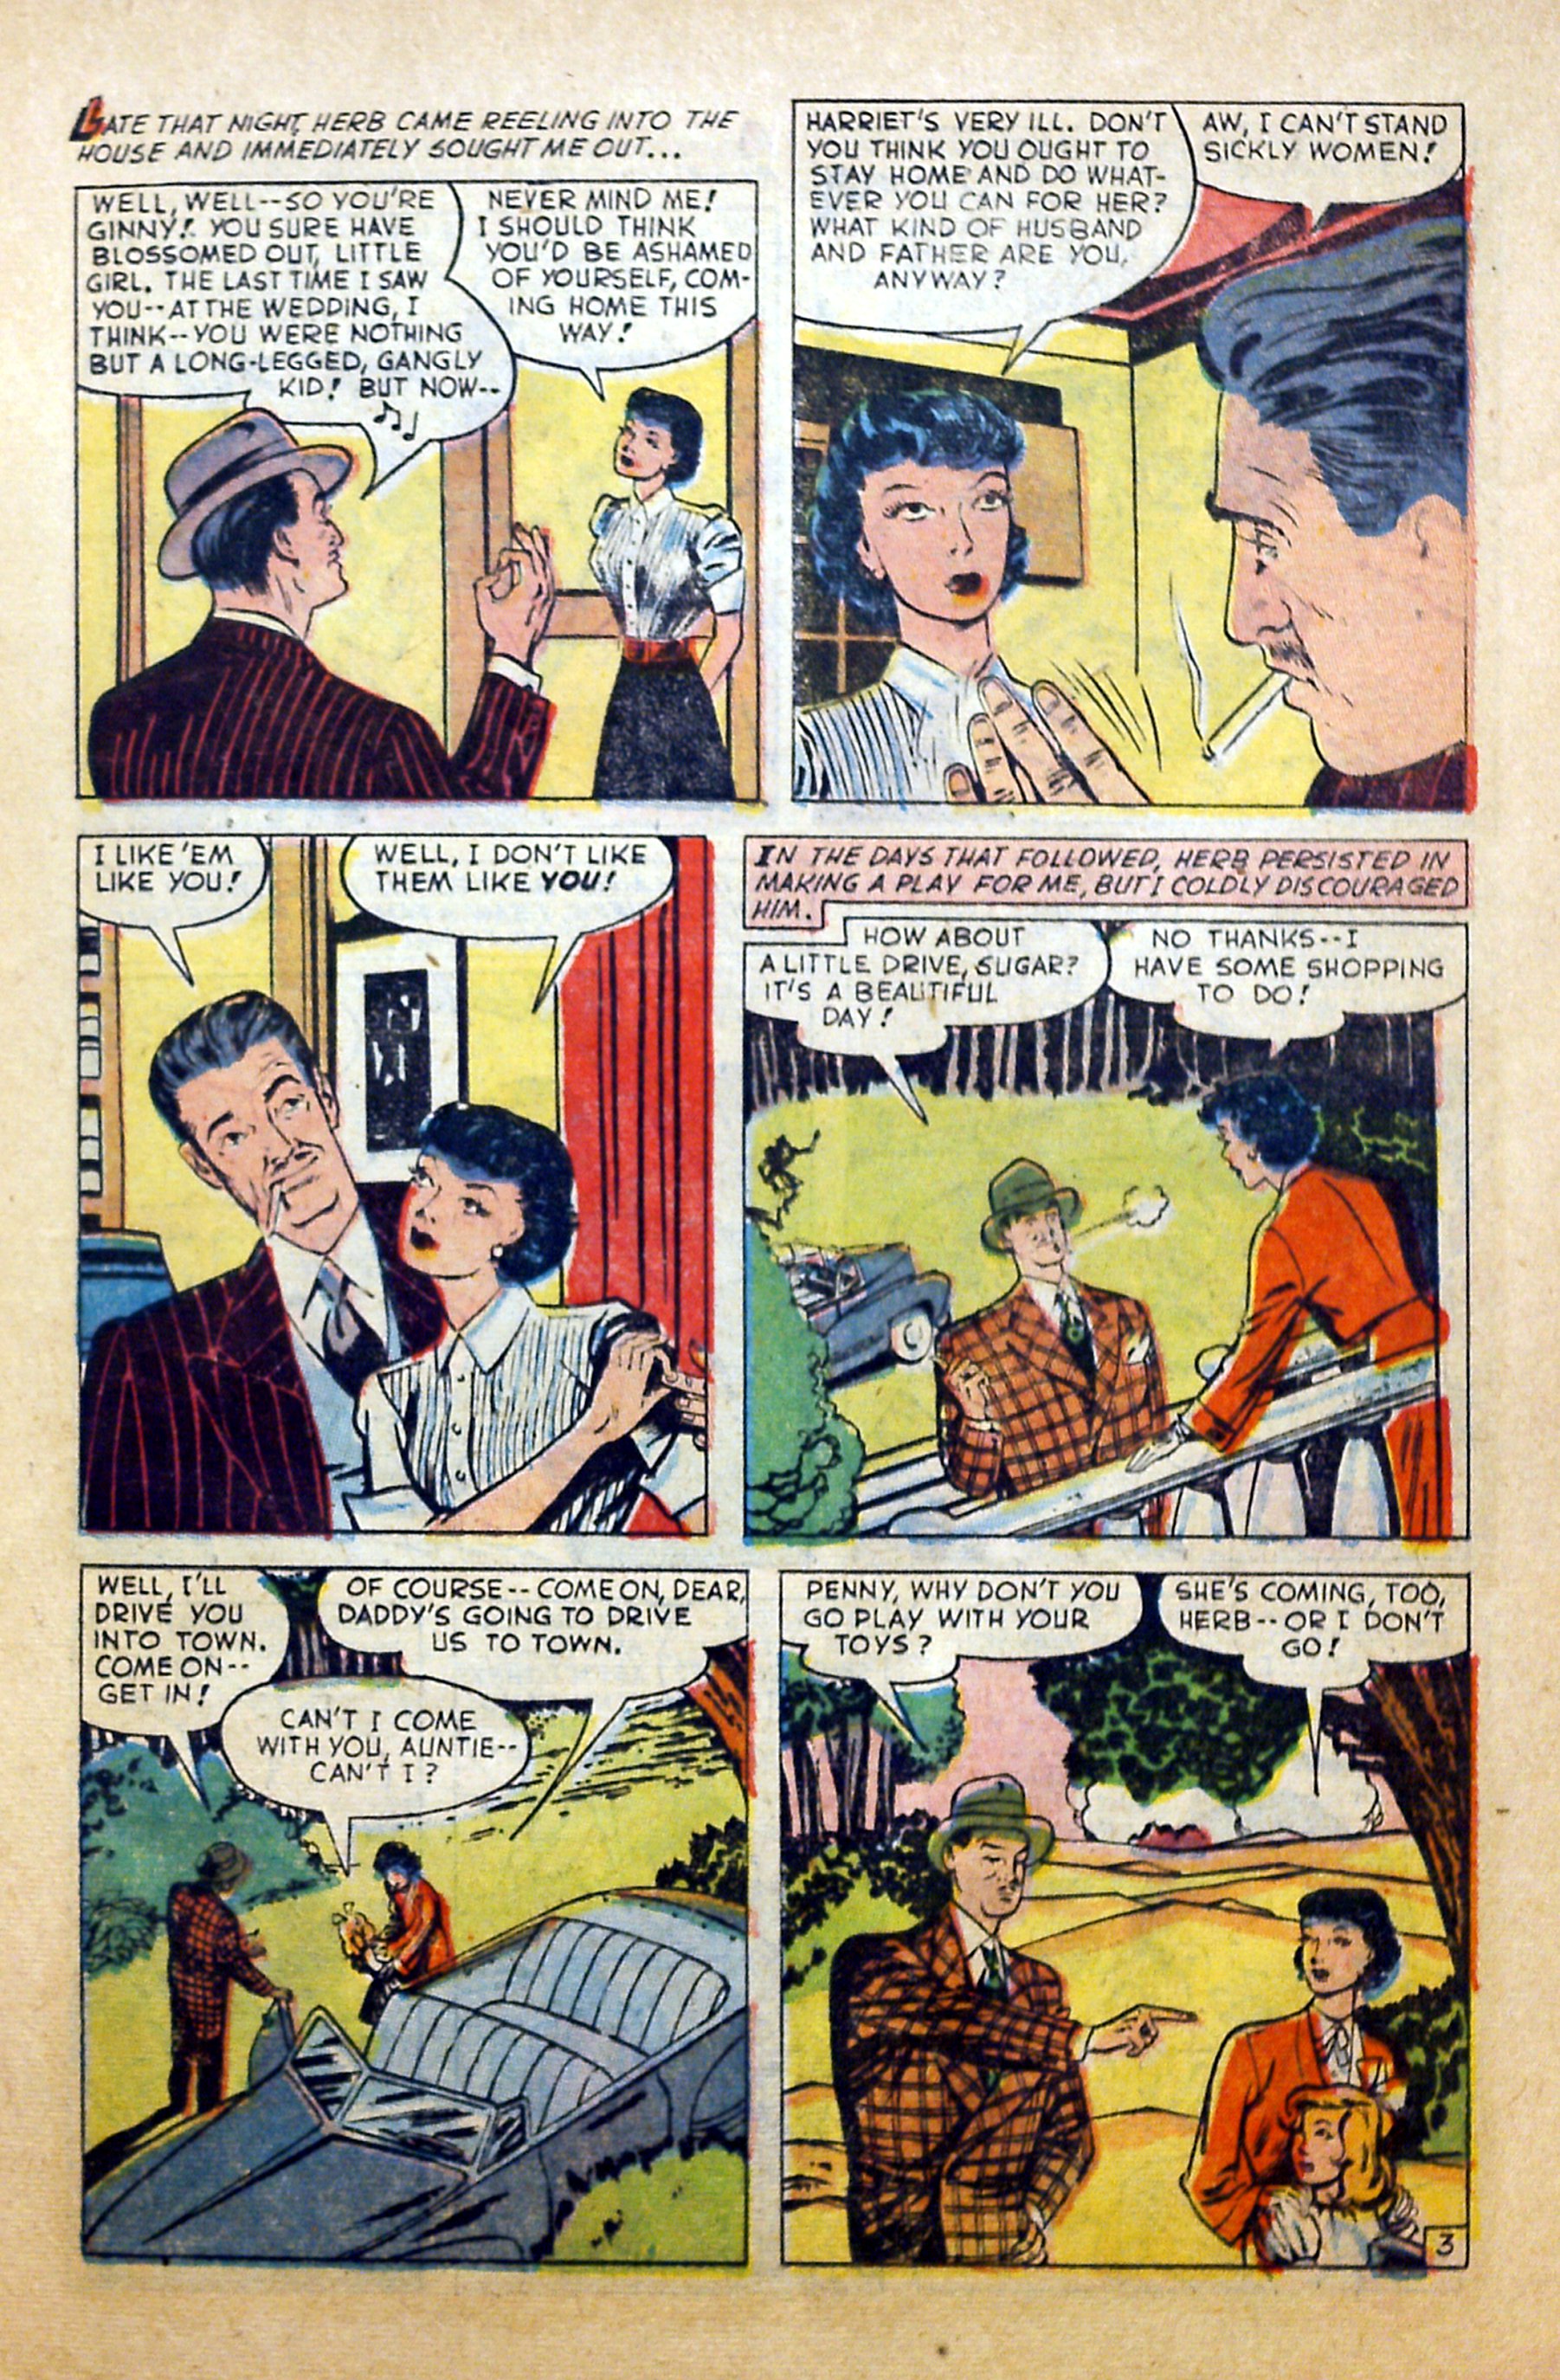 LATE THAT NIGHT, HERB CAME REELING INTO THE
HOUSE AND IMMEDIATELY SOUGHT ME OUT...
WELL, WELL--SO YOU'RE
GINNY! YOU SURE HAVE
BLOSSOMED OUT, LITTLE
GIRL. THE LAST TIME I SAW
YOU--AT THE WEDDING, I
THINK--YOU WERE NOTHING
BUT A LONG-LEGGED, GANGLY
KID! BUT NOW--
NEVER MIND ME!
I SHOULD THINK
YOU'D BE ASHAMED
OF YOURSELF, COM-
ING HOME THIS
WAY!
HARRIET'S VERY ILL. DON'T
YOU THINK YOU OUGHT TO
STAY HOME AND DO WHAT-
EVER YOU CAN FOR HER?
WHAT KIND OF HUSBAND
AND FATHER ARE YOU,
ANYWAY?
AW, I CAN'T STAND
SICKLY WOMEN!
I LIKE 'EM
LIKE YOU!
WELL, I DON'T LIKE
THEM LIKE YOU!
IN THE DAYS THAT FOLLOWED, HERB PERSISTED IN
MAKING A PLAY FOR ME, BUT I COLDLY DISCOURAGED
HIM.
HOW ABOUT
A LITTLE DRIVE, SUGAR?
IT'S A BEAUTIFUL
DAY!
NO THANKS--I
HAVE SOME SHOPPING
TO DO!
WELL, I'LL
DRIVE YOU
INTO TOWN.
COME ON--
GET IN!
CAN'T I COME
WITH YOU, AUNTIE--
CAN'T I?
OF COURSE--COME ON, DEAR,
DADDY'S GOING TO DRIVE
US TO TOWN.
PENNY, WHY DON'T YOU
GO PLAY WITH YOUR
TOYS?
SHE'S COMING, TOO,
HERB--OR I DON'T
GO!
3